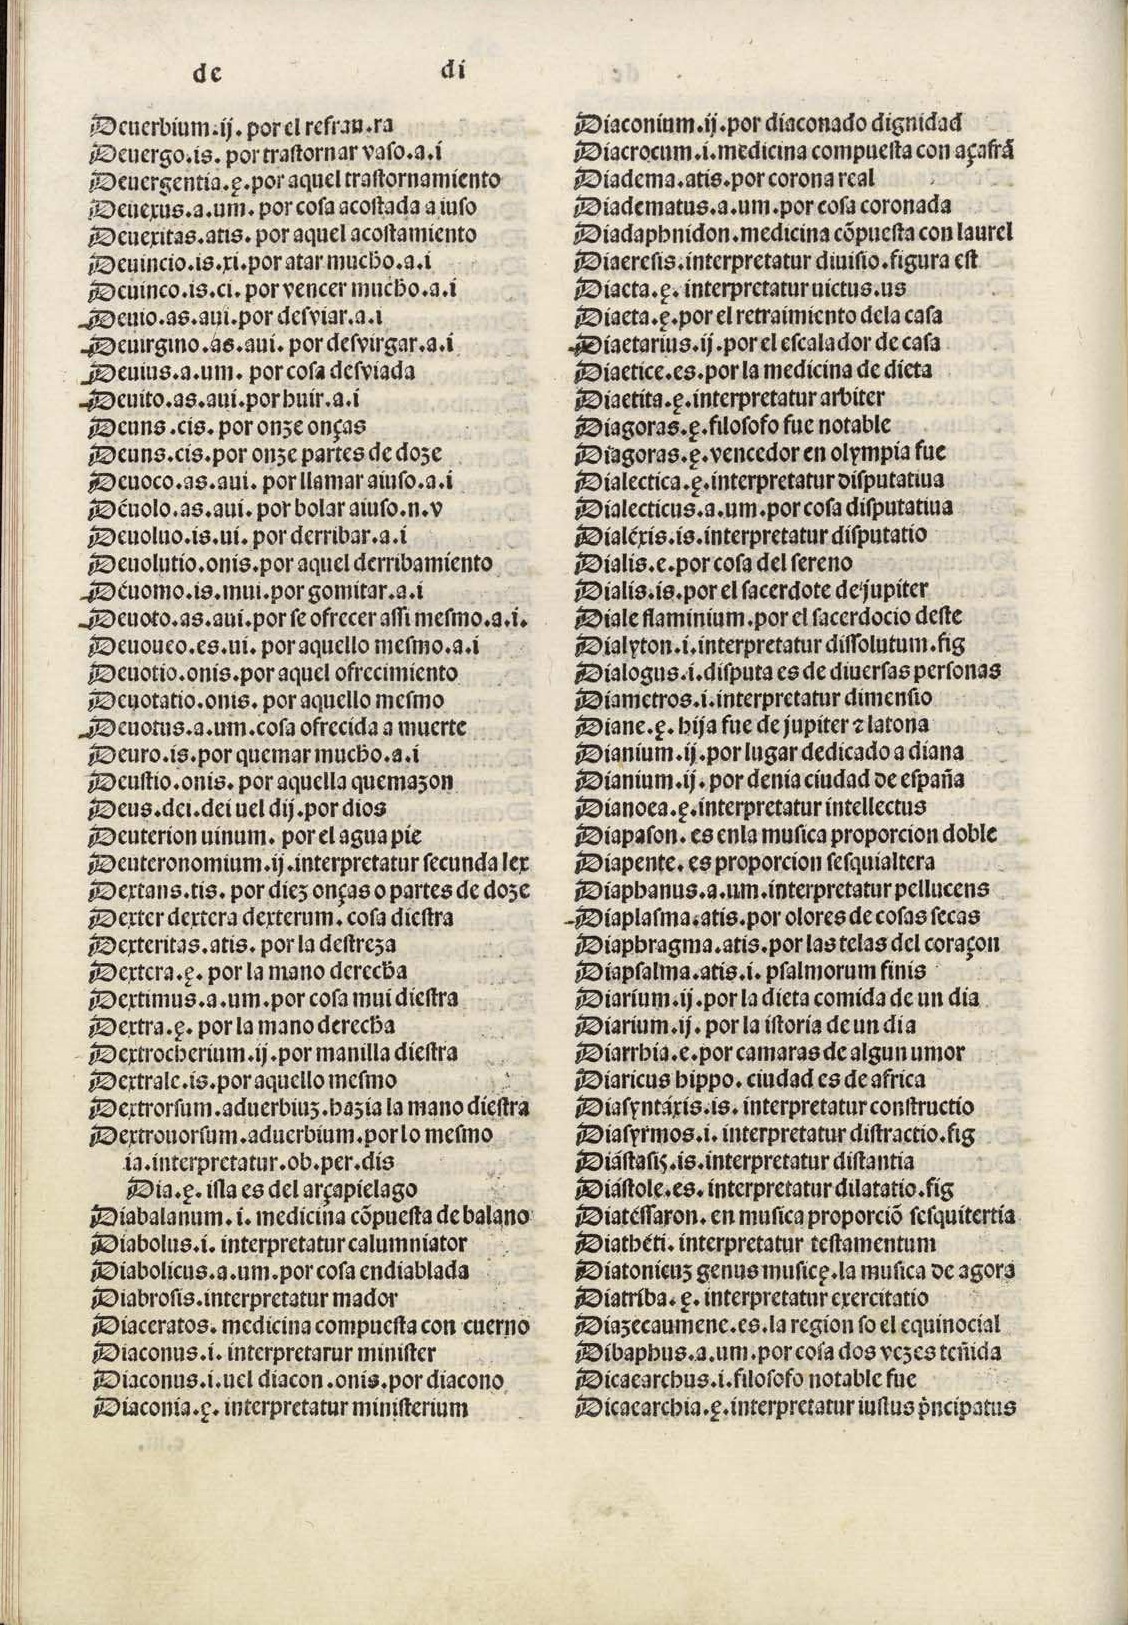 de
di
Deuerbium.ij. por el refran.ra
Deuergo.is. por trastornar vaso.a.i
Deuergentia.ę.por aquel trastornamiento
Deuexus.a.um. por cosa acostada a iuso
Deuexitas.atis. por aquel acostamiento
Deuincio.is.xi.por atar mucho.a.i
Deuinco.is.ci. por vencer mucho.a.i
Deuio.as.aui.por desviar.a.i
Deuirgino.as.aui. por desvirgar.a.i
Deuius.a.um. por cosa desviada
Deuito.as.aui.por huir.a.i
Deuns.cis. por onze onças
Deuns.cis.por onze partes de doze
Deuoco.as.aui. por llamar aiuso.a.i
Déuolo.as.aui. por bolar aiuso.n.v
Deuoluo.is.ui. por derribar.a.i
Deuolutio.onis.por aquel derribamiento
Déuomo.is.mui.por gomitar.a.i
Deuoto.as.aui.por se ofrecer assi mesmo.a.i.
Deuoueo.es.ui. por aquello mesmo.a.i
Deuotio.onis.por aquel ofrecimiento
Deuotatio.onis. por aquello mesmo
Deuotus.a.um.cosa ofrecida a muerte
Deuro.is.por quemar mucho.a.i
Deustio.onis. por aquella quemazon
Deus.dei.dei uel dij.por dios
Deuterion uinum. por el agua pie
Deuteronomium.ij.interpretatur secunda lex
Dextans.tis. por diez onças o partes de doze
Dexter dextera dexterum. cosa diestra
Dexteritas.atis. por la destreza
Dextera.ę. por la mano derecha
Dextimus.a.um.por cosa mui diestra
Dextra.ę. por la mano derecha
Dextrocherium.ij.por manilla diestra
Dextrale.is.por aquello mesmo
Dextrorsum.aduerbiuz.hazia la mano diestra
Dextrouorsum.aduerbium.por lo mesmo
ia.interpretatur.ob.per.dis
Dia.ę. isla es del arçapielago
Diabalanum.i. medicina cõpuesta de balano
Diabolus.i. interpretatur calumniator
Diabolicus.a.um.por cosa endiablada
Diabrosis.interpretatur mador
Diaceratos. medicina compuesta con cuerno
Diaconus.i. interpretarur minister
Diaconus.i.uel diacon.onis.por diacono
Diaconia.ę. interpretatur ministerium
Diaconium.ij.por diaconado dignidad
Diacrocum.i.medicina compuesta con açafrã
Diadema.atis.por corona real
Diadematus.a.um.por cosa coronada
Diadaphnidon.medicina cõpuesta con laurel
Diaeresis.interpretatur diuisio.figura est
Diaeta.ę. interpretatur uictus.us
Diaeta.ę.por el retraimiento dela casa
Diaetarius.ij.por el escalador de casa
Diaetice.es.por la medicina de dieta
Diaetita.ę.interpretatur arbiter
Diagoras.ę.filosofo fue notable
Diagoras.ę.vencedor en olympia fue
Dialectica.ę.interpretatur disputatiua
Dialecticus.a.um.por cosa disputatiua
Dialéxis.is.interpretatur disputatio
Dialis.e.por cosa del sereno
Dialis.is.por el sacerdote de jupiter
Diale flaminium.por el sacerdocio deste
Dialyton.i.interpretatur dissolutum.fig
Dialogus.i.disputa es de diuersas personas
Diametros.i.interpretatur dimensio
Diane.ę. hija fue de jupiter ⁊ latona
Dianium.ij.por lugar dedicado a diana
Dianium.ij. por denia ciudad de españa
Dianoea.ę.interpretatur intellectus
Diapason. es enla musica proporcion doble
Diapente. es proporcion sesquialtera
Diaphanus.a.um.interpretatur pellucens
Diaplasma.atis.por olores de cosas secas
Diaphragma.atis.por las telas del coraçon
Diapsalma.atis.i. psalmorum finis
Diarium.ij.por la dieta comida de un dia
Diarium.ij. por la istoria de un dia
Diarrhia.e.por camaras de algun umor
Diaricus hippo. ciudad es de africa
Diasyntáxis.is. interpretatur constructio
Diasyrmos.i. interpretatur distractio.fig
Diástasis.is.interpretatur distantia
Diástole.es. interpretatur dilatatio.fig
Diatéssaron. en musica proporciõ sesquitertia
Diathéti. interpretatur testamentum
Diatonicuz genus musicę.la musica de agora
Diatriba.ę. interpretatur exercitatio
Diazecaumene.es.la region so el equinocial
Dibaphus.a.um.por cosa dos vezes teñida
Dicaearchus.i.filosofo notable fue
Dicaearchia.ę.interpretatur iustus p̃ncipatus